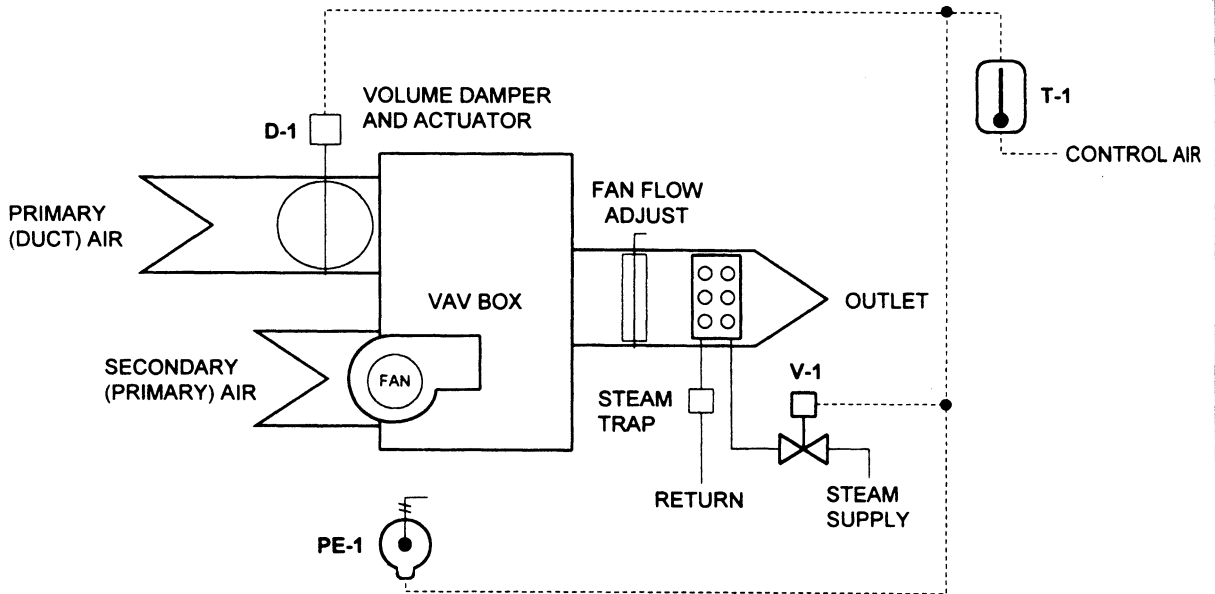 VOLUME DAMPER
AND ACTUATOR
D-1
T-1
CONTROL AIR
PRIMARY
(DUCT) AIR
FAN FLOW
ADJUST
VAV BOX
OUTLET
SECONDARY
(PRIMARY) AIR
FAN
STEAM
TRAP
V-1
RETURN
STEAM
SUPPLY
PE-1